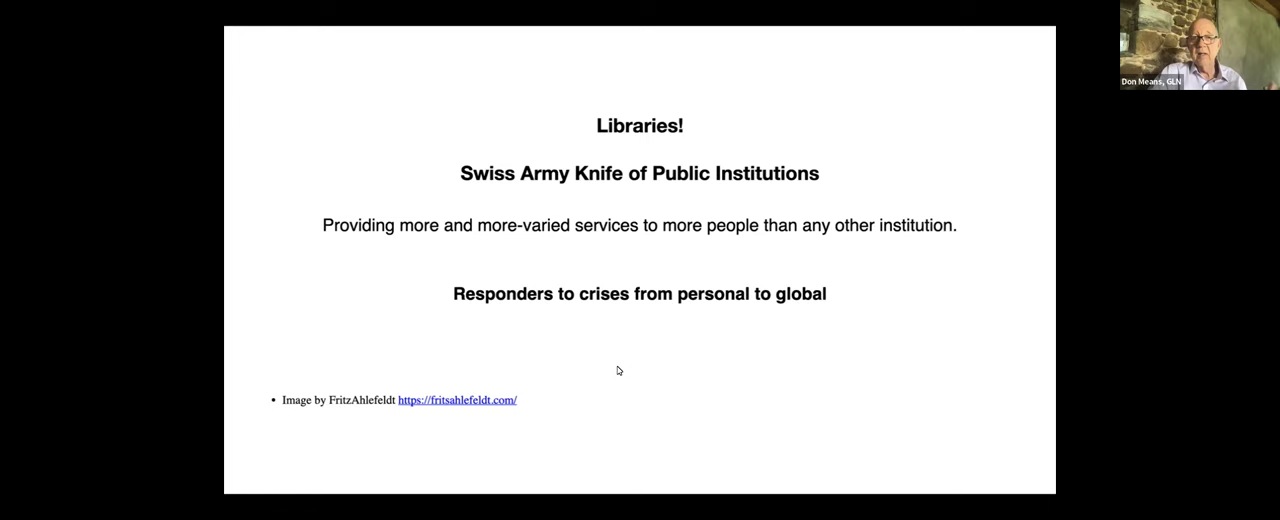 Libraries!
Swiss Army Knife of Public Institutions
Providing more and more-varied services to more people than any other institution.
Responders to crises from personal to global
• Image by FritzAhlefeldt https://fritsahlefeldt.com/
Don Means, GLN